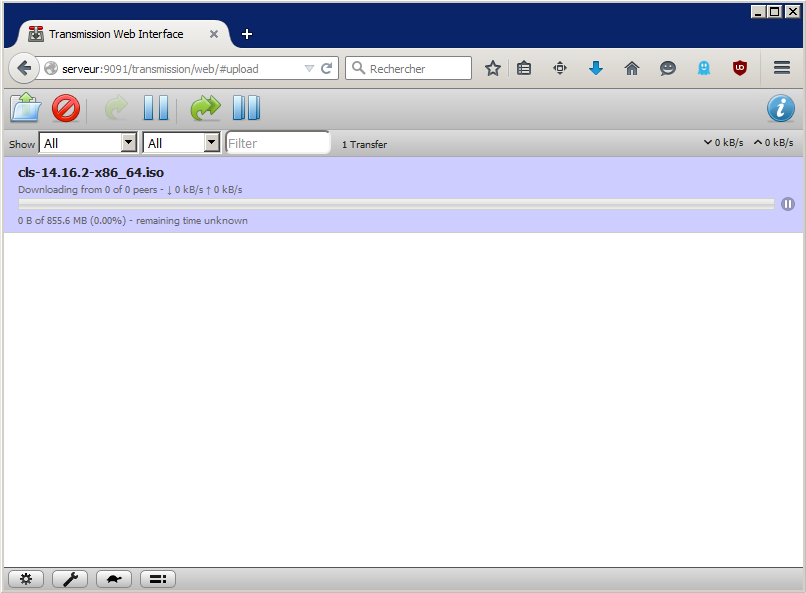 Transmission Web Interface
serveur:9091/transmission/web/#upload
Rechercher
Show All All Filter 1 Transfer 0 kB/s 0 kB/s
cls-14.16.2-x86_64.iso
Downloading from 0 of 0 peers - ↓ 0 kB/s ↑ 0 kB/s
0 B of 855.6 MB (0.00%) - remaining time unknown